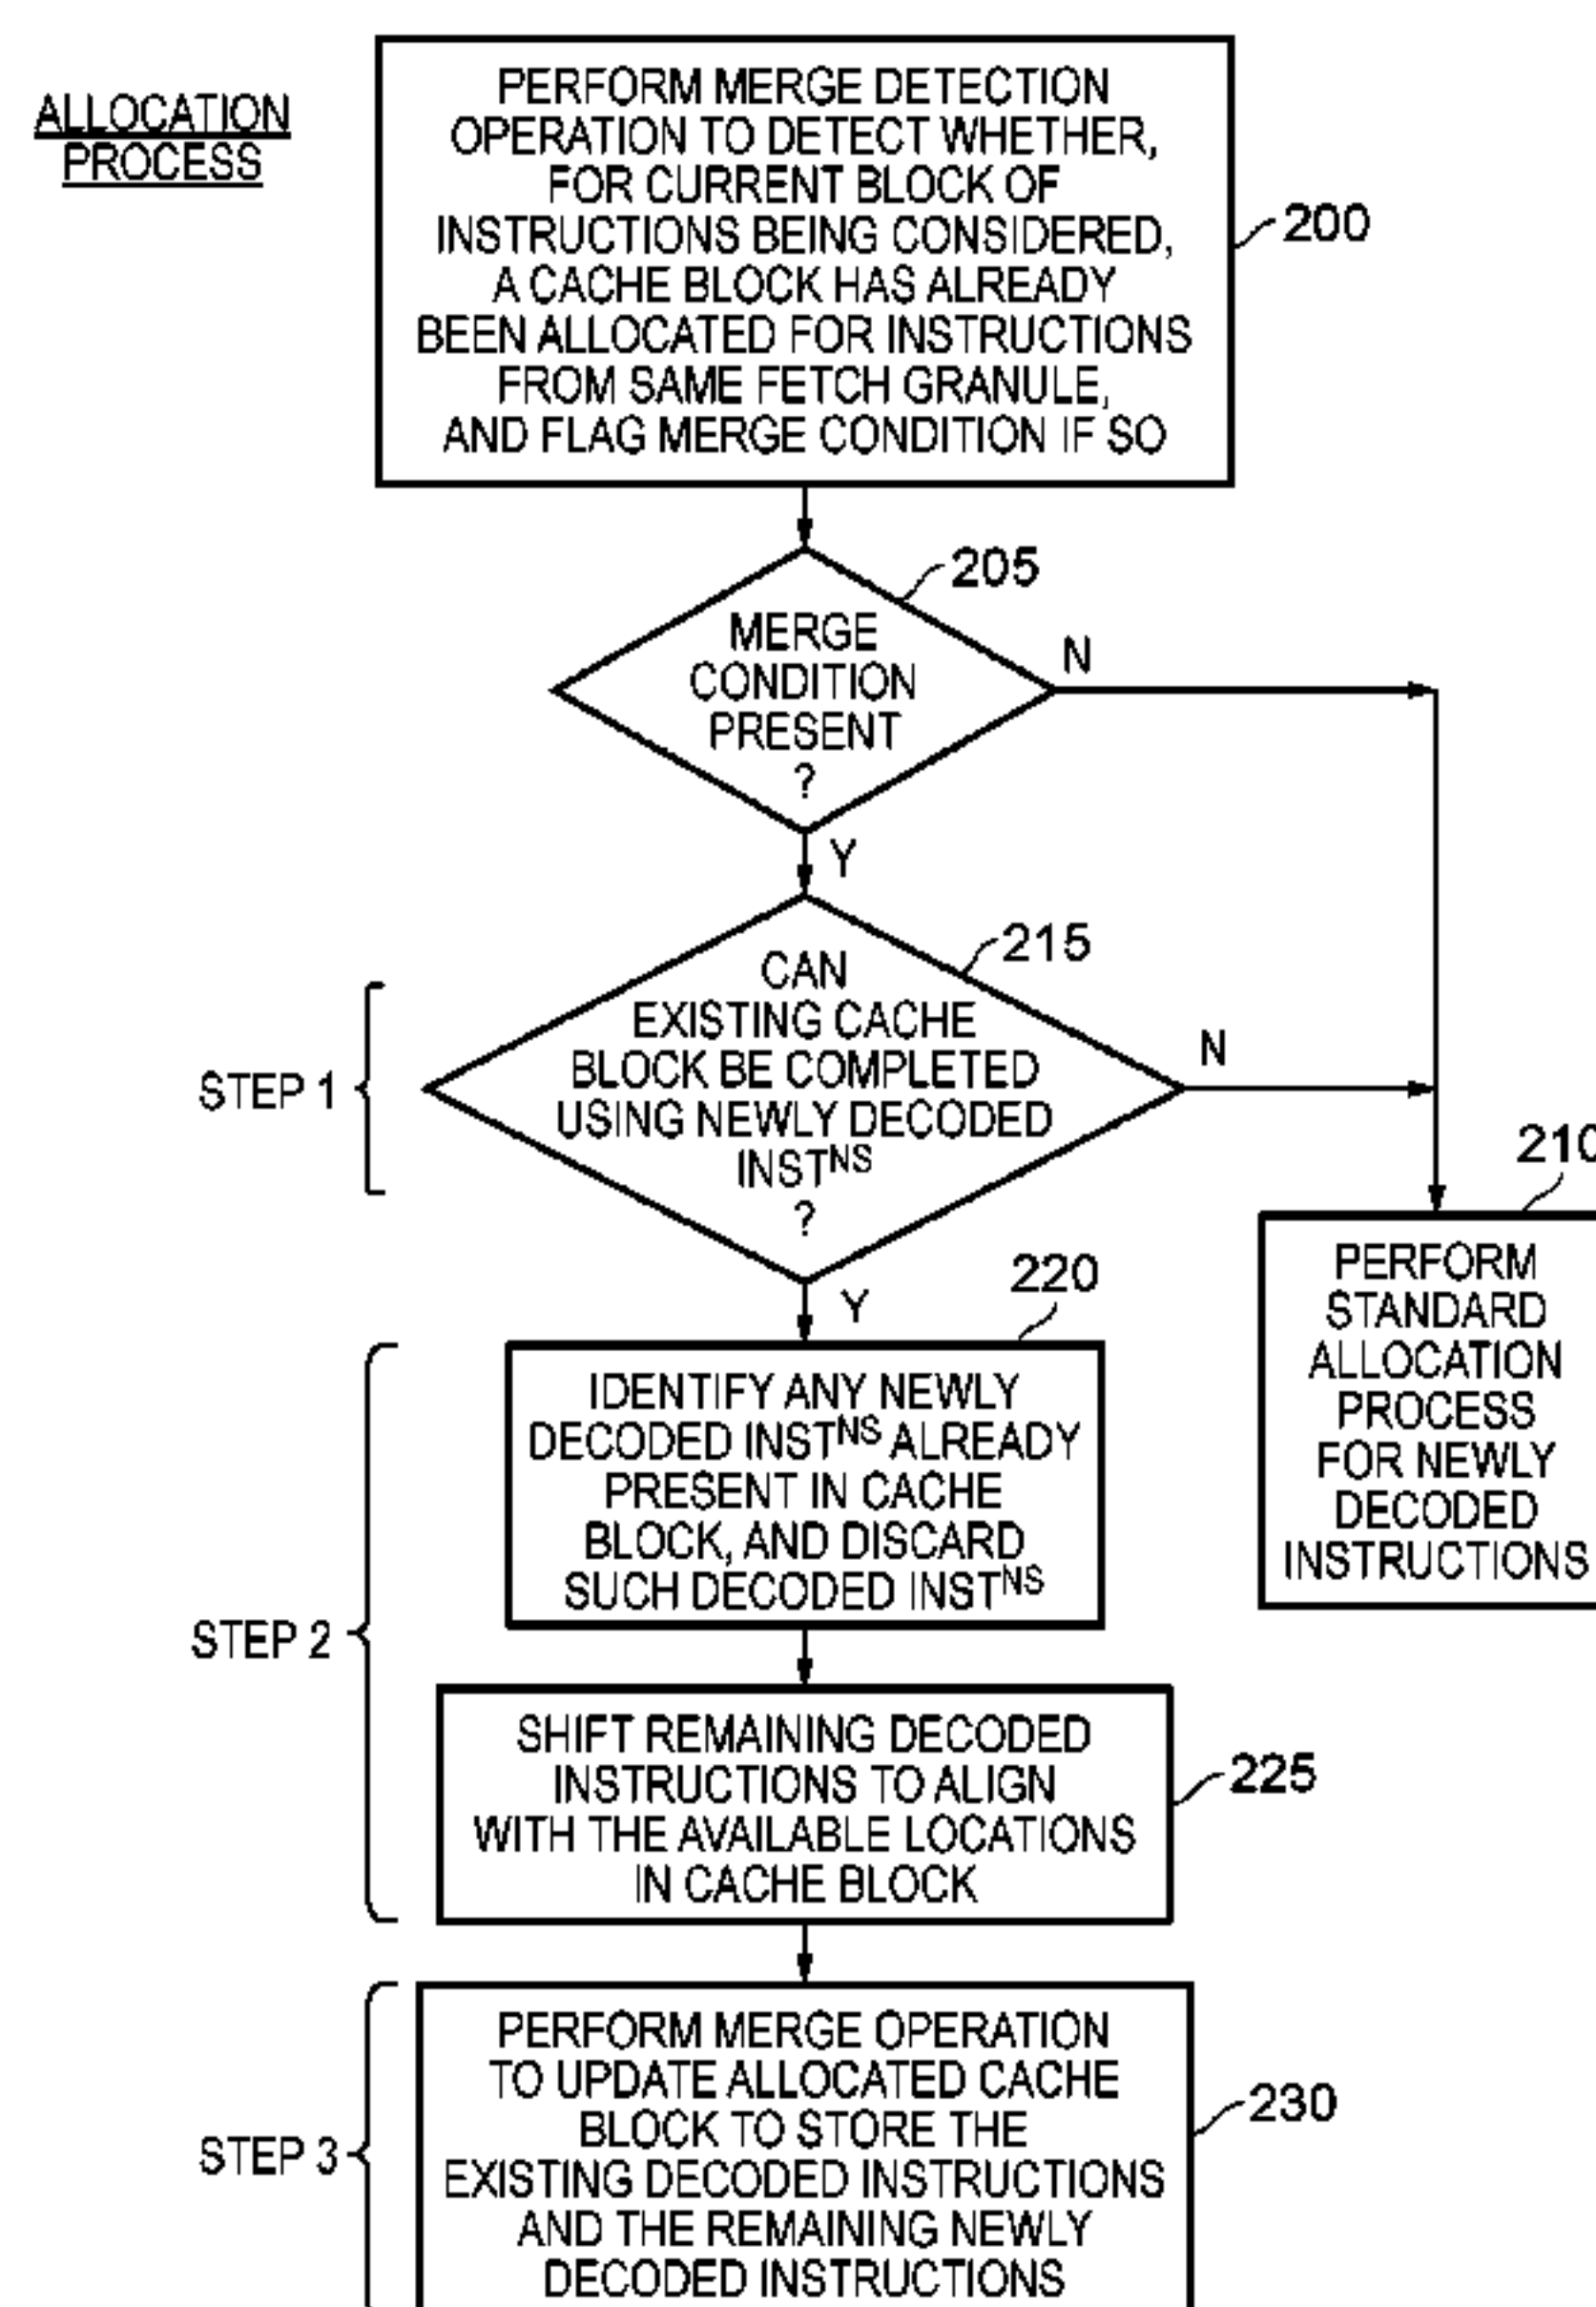 ALLOCATION
PROCESS
PERFORM MERGE DETECTION
OPERATION TO DETECT WHETHER,
FOR CURRENT BLOCK OF
INSTRUCTIONS BEING CONSIDERED,
A CACHE BLOCK HAS ALREADY
BEEN ALLOCATED FOR INSTRUCTIONS
FROM SAME FETCH GRANULE,
AND FLAG MERGE CONDITION IF SO
200
205
MERGE
CONDITION
PRESENT
?
N
Y
215
CAN
EXISTING CACHE
BLOCK BE COMPLETED
USING NEWLY DECODED
INSTNS
?
N
STEP 1
Y
210
PERFORM
STANDARD
ALLOCATION
PROCESS
FOR NEWLY
DECODED
INSTRUCTIONS
220
IDENTIFY ANY NEWLY
DECODED INSTNS ALREADY
PRESENT IN CACHE
BLOCK, AND DISCARD
SUCH DECODED INSTNS
STEP 2
SHIFT REMAINING DECODED
INSTRUCTIONS TO ALIGN
WITH THE AVAILABLE LOCATIONS
IN CACHE BLOCK
225
STEP 3
PERFORM MERGE OPERATION
TO UPDATE ALLOCATED CACHE
BLOCK TO STORE THE
EXISTING DECODED INSTRUCTIONS
AND THE REMAINING NEWLY
DECODED INSTRUCTIONS
230